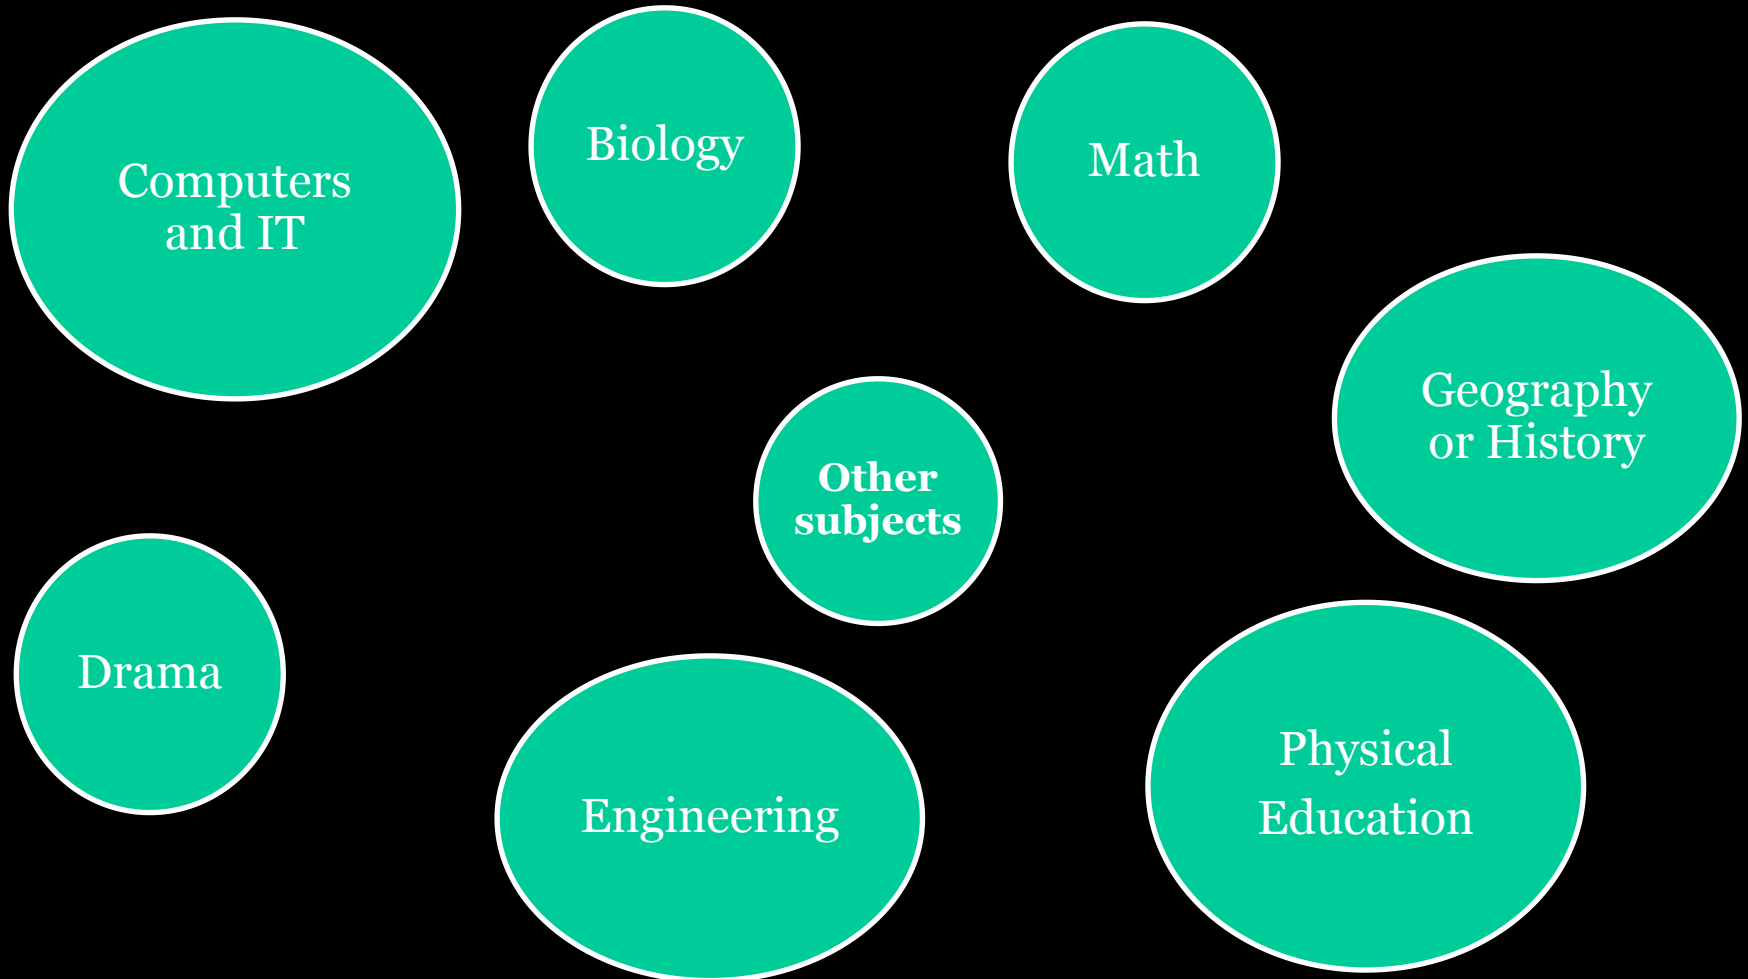 Computers
and IT
Biology
Math
Geography
or History
Other
subjects
Drama
Engineering
Physical
Education